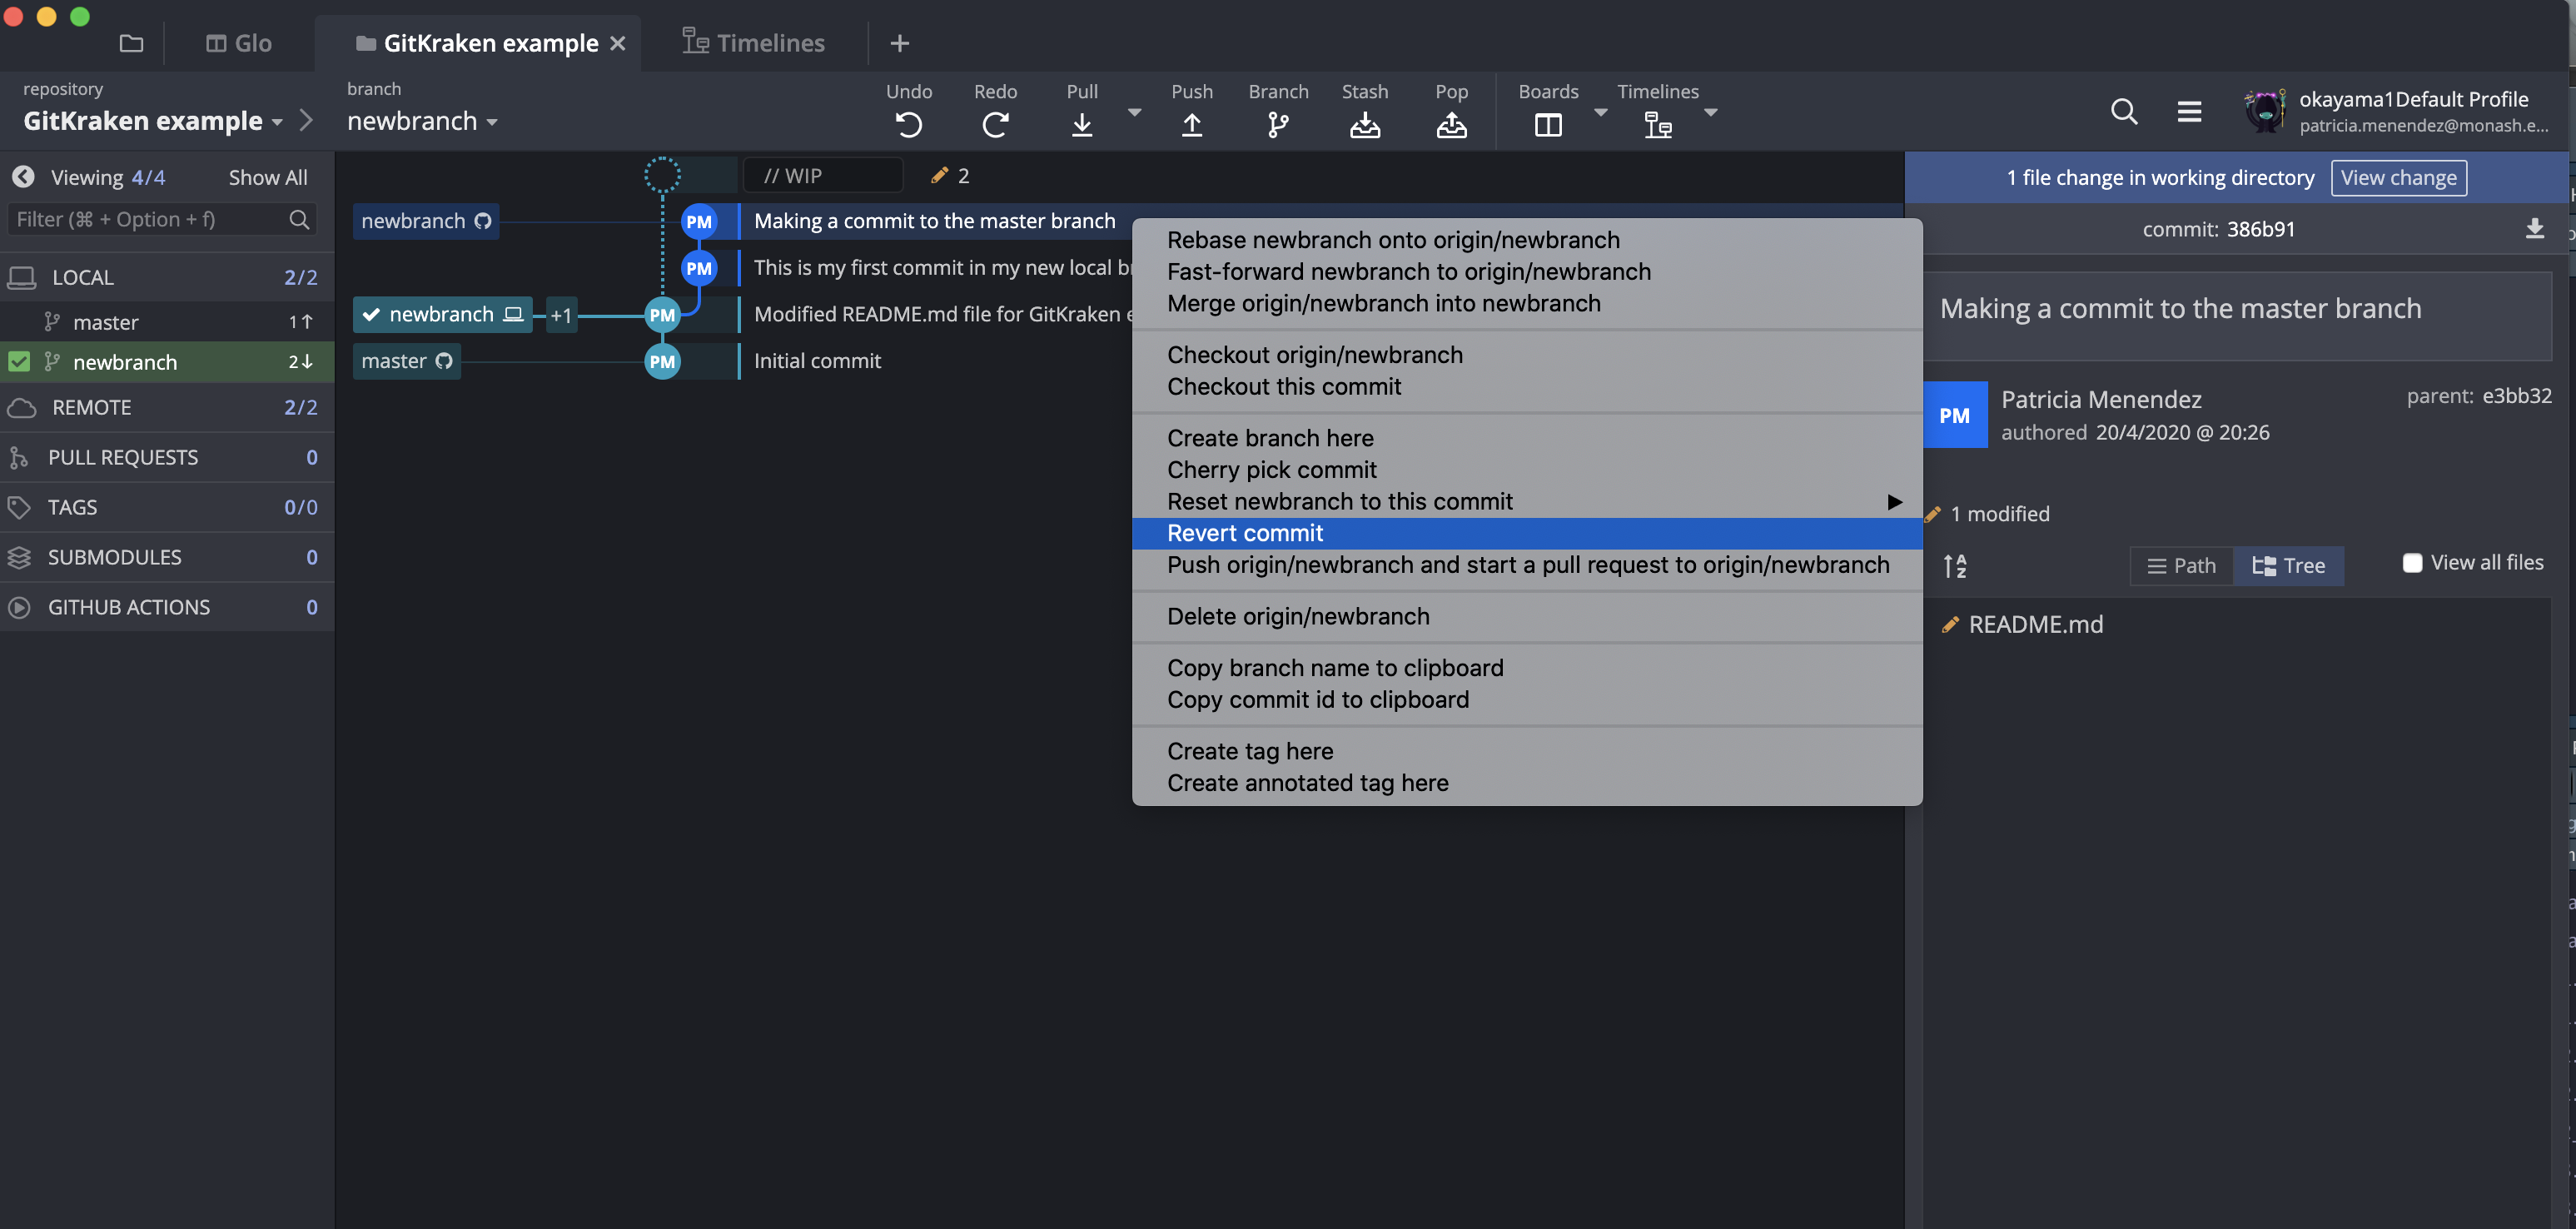 Glo
GitKraken example
Timelines
repository
GitKraken example
branch
newbranch
Undo
Redo
Pull
Push
Branch
Stash
Pop
Boards
Timelines
okayama1Default Profile
patricia.menendez@monash.e...
Viewing 4/4
Show All
Filter (⌘ + Option + f)
LOCAL 2/2
master 1↑
newbranch 2↓
REMOTE 2/2
PULL REQUESTS 0
TAGS 0/0
SUBMODULES 0
GITHUB ACTIONS 0
// WIP
2
newbranch PM Making a commit to the master branch
PM This is my first commit in my new local b
newbranch +1 PM Modified README.md file for GitKraken
master PM Initial commit
Rebase newbranch onto origin/newbranch
Fast-forward newbranch to origin/newbranch
Merge origin/newbranch into newbranch
Checkout origin/newbranch
Checkout this commit
Create branch here
Cherry pick commit
Reset newbranch to this commit
Revert commit
Push origin/newbranch and start a pull request to origin/newbranch
Delete origin/newbranch
Copy branch name to clipboard
Copy commit id to clipboard
Create tag here
Create annotated tag here
1 file change in working directory View change
commit: 386b91
Making a commit to the master branch
PM
Patricia Menendez
authored 20/4/2020 @ 20:26
parent: e3bb32
1 modified
Path
Tree
View all files
README.md